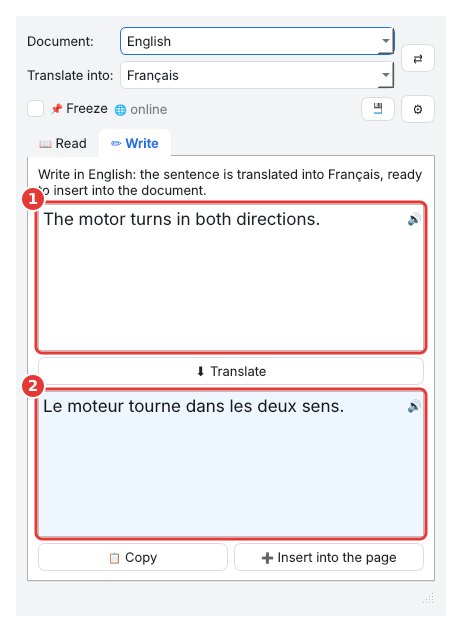 Document: English
Translate into: Français
Freeze online
Read Write
Write in English: the sentence is translated into Français, ready
to insert into the document.
1
The motor turns in both directions.
Translate
2
Le moteur tourne dans les deux sens.
Copy Insert into the page